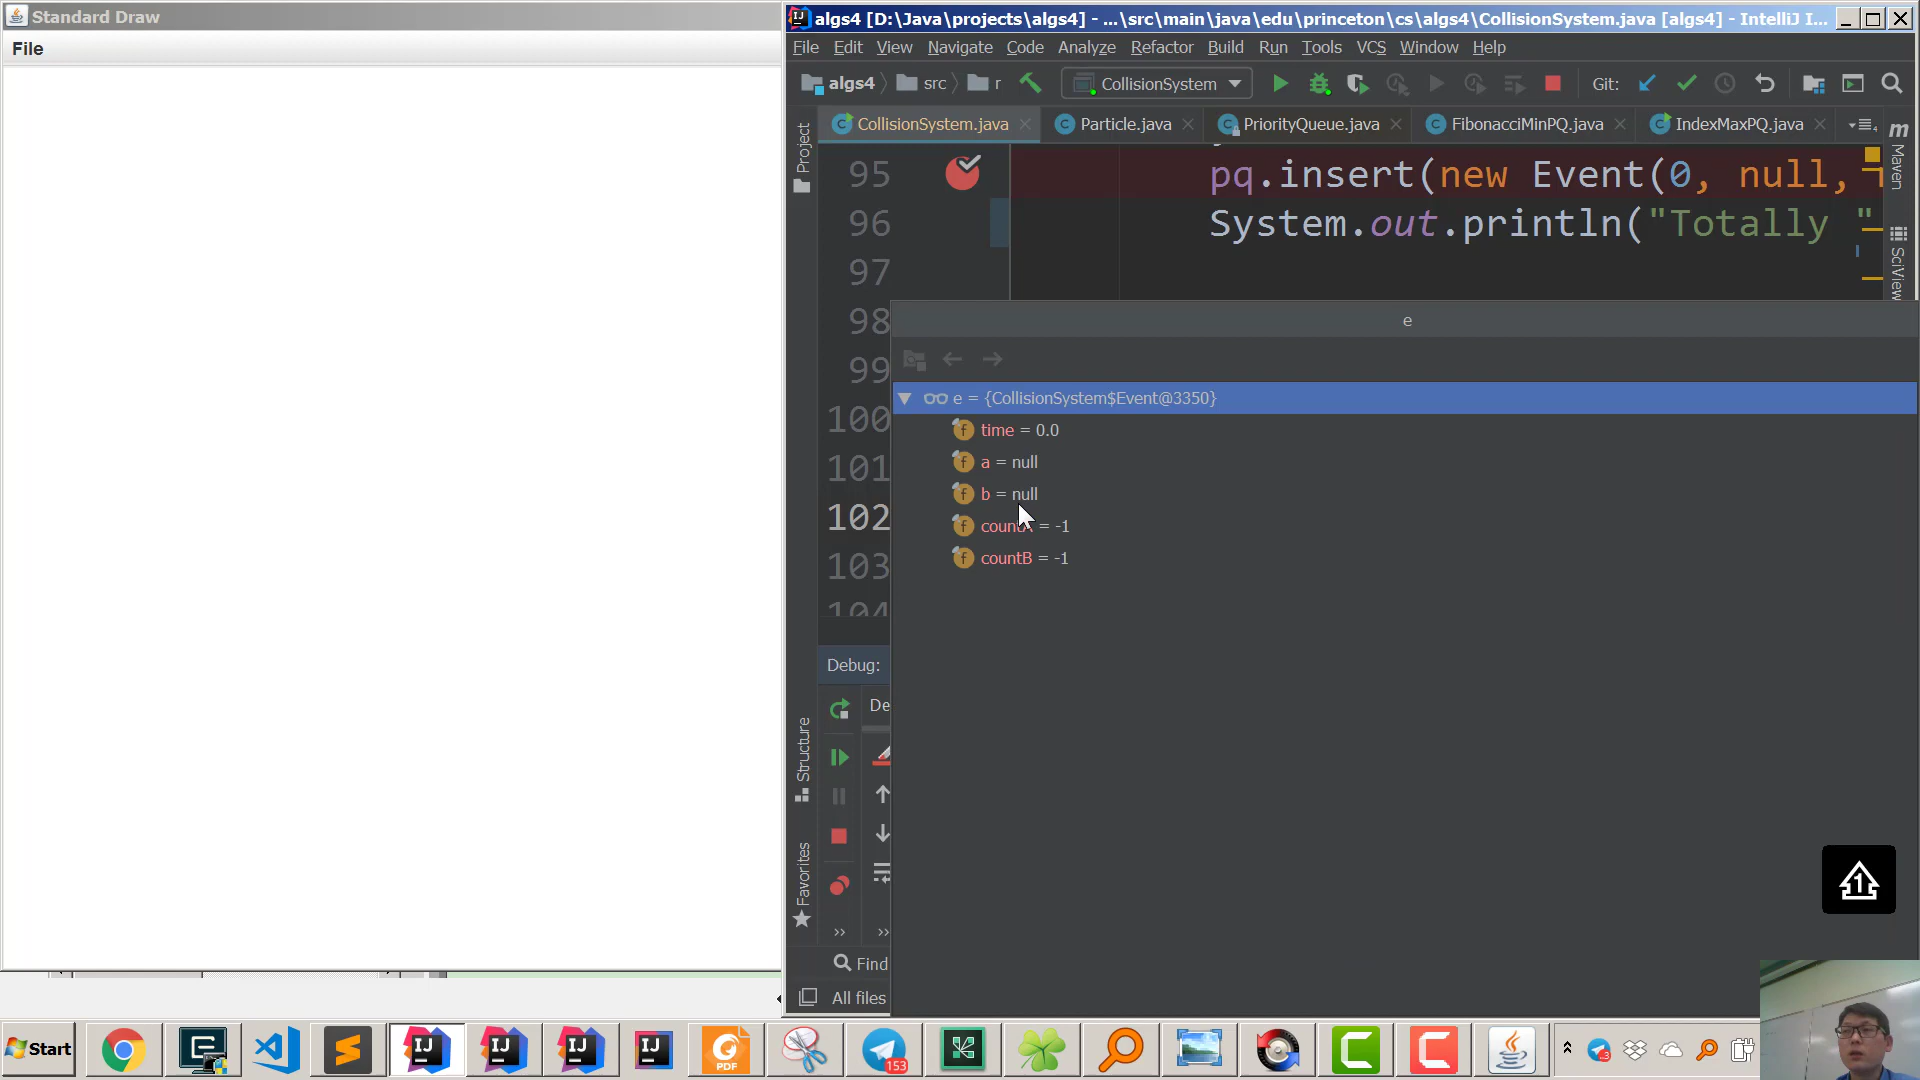 Standard Draw
File
algs4 [D:\Java\projects\algs4] - ...\src\main\java\edu\princeton\cs\algs4\CollisionSystem.java [algs4] - IntelliJ I...
File Edit View Navigate Code Analyze Refactor Build Run Tools VCS Window Help
algs4 src r CollisionSystem Git:
CollisionSystem.java Particle.java PriorityQueue.java FibonacciMinPQ.java IndexMaxPQ.java
Project
Maven
SciView
95 pq.insert(new Event(0, null,
96 System.out.println("Totally "
97
98
99
100
101
102
103
104
e
e = {CollisionSystem$Event@3350}
time = 0.0
a = null
b = null
countA = -1
countB = -1
Debug:
De
Structure
Favorites
Find
All files
Start
PDF
153
3
1